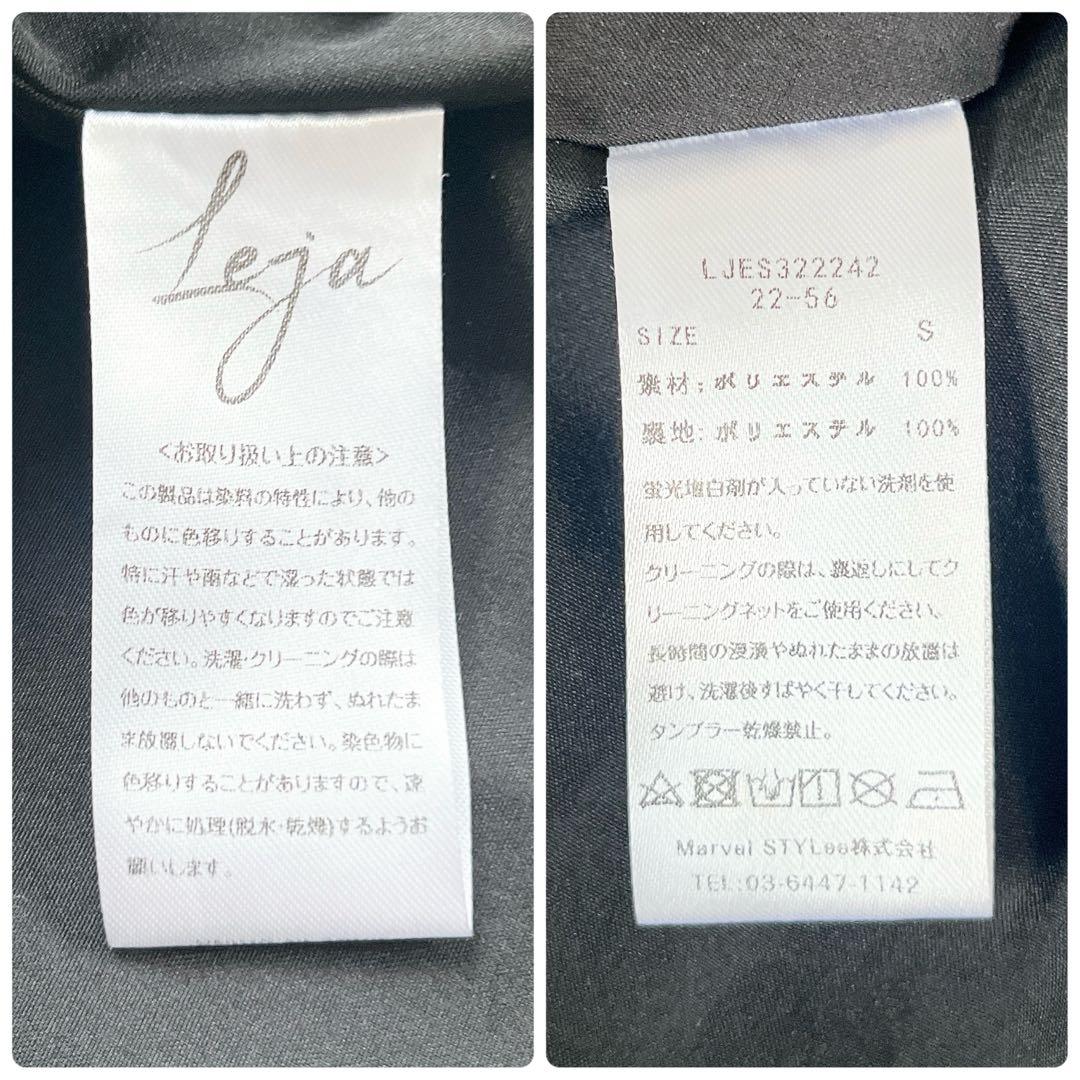 Leja
<お取り扱い上の注意>
この製品は染料の特性により、他の
ものに色移りすることがあります。
特に汗や雨などで湿った状態では
色が移りやすくなりますのでご注意
ください。洗濯・クリーニングの際は
他のものと一緒に洗わず、ぬれたま
ま放置しないでください。染色物に
色移りすることがありますので、速
やかに処理(脱水・乾燥)するようお
願いします。
LJES322242
22-56
SIZE S
素材:ポリエステル 100%
裏地:ポリエステル 100%
蛍光増白剤が入っていない洗剤を使
用してください。
クリーニングの際は、裏返しにしてク
リーニングネットをご使用ください。
長時間の浸漬やぬれたままの放置は
避け、洗濯後すばやく干してください。
タンブラー乾燥禁止。
Marvel STYLee株式会社
TEL:03-6447-1142